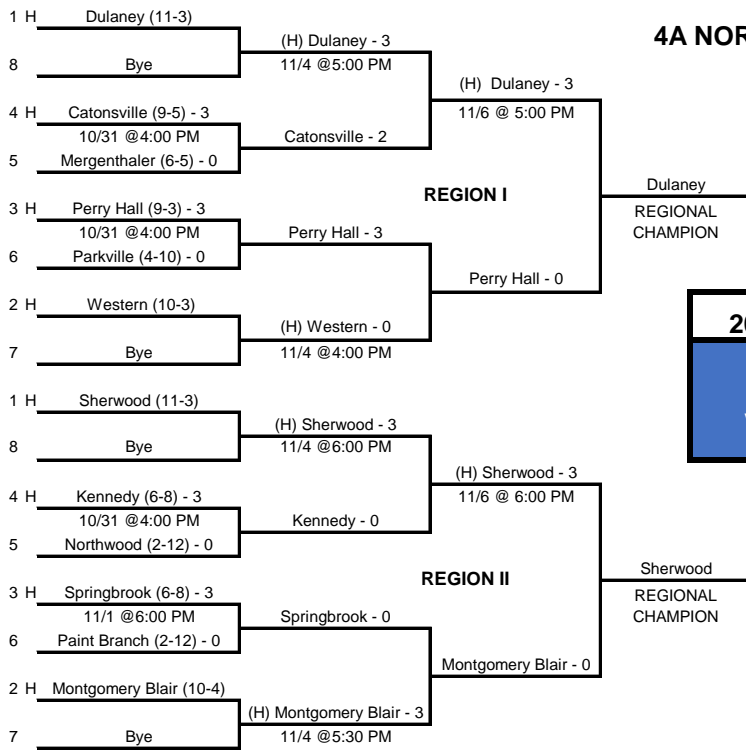 4A NOR
1 H Dulaney (11-3)
8 Bye
(H) Dulaney - 3
11/4 @5:00 PM
4 H Catonsville (9-5) - 3
10/31 @4:00 PM
5 Mergenthaler (6-5) - 0
Catonsville - 2
(H) Dulaney - 3
11/6 @ 5:00 PM
REGION I
3 H Perry Hall (9-3) - 3
10/31 @4:00 PM
6 Parkville (4-10) - 0
Perry Hall - 3
2 H Western (10-3)
7 Bye
(H) Western - 0
11/4 @4:00 PM
Perry Hall - 0
Dulaney
REGIONAL
CHAMPION
20
1 H Sherwood (11-3)
8 Bye
(H) Sherwood - 3
11/4 @6:00 PM
4 H Kennedy (6-8) - 3
10/31 @4:00 PM
5 Northwood (2-12) - 0
Kennedy - 0
(H) Sherwood - 3
11/6 @ 6:00 PM
REGION II
3 H Springbrook (6-8) - 3
11/1 @6:00 PM
6 Paint Branch (2-12) - 0
Springbrook - 0
2 H Montgomery Blair (10-4)
7 Bye
(H) Montgomery Blair - 3
11/4 @5:30 PM
Montgomery Blair - 0
Sherwood
REGIONAL
CHAMPION